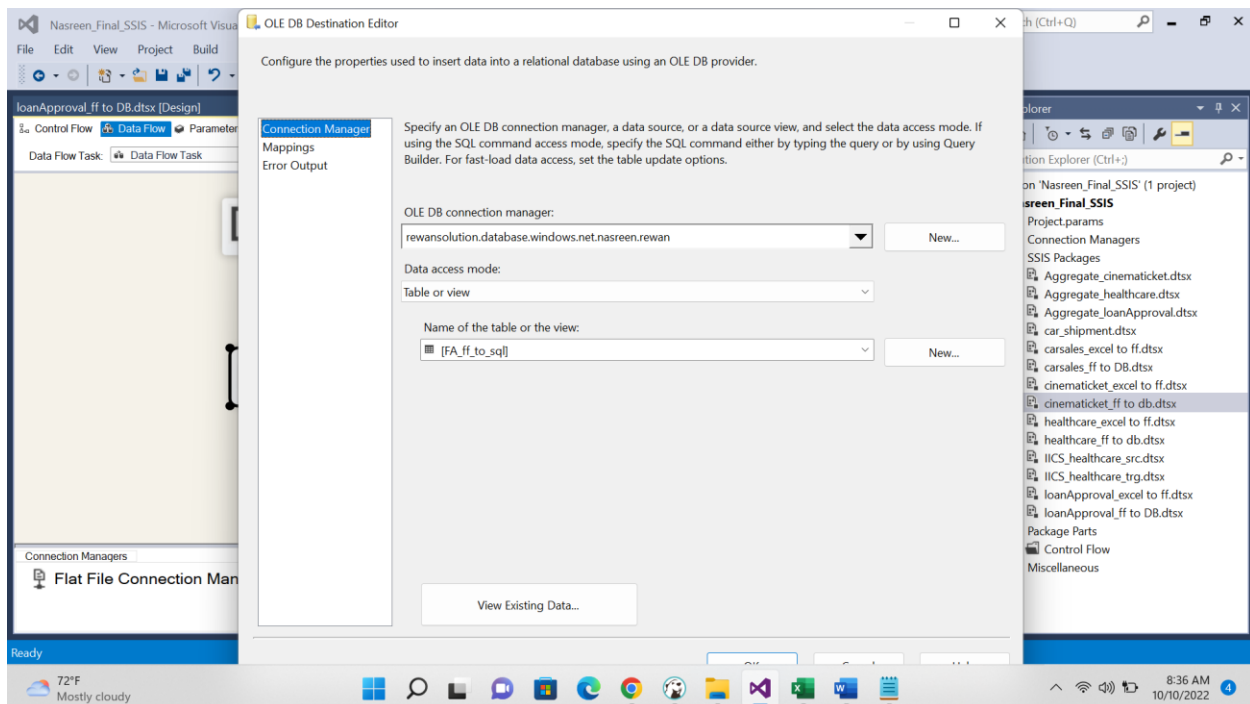 Nasreen_Final_SSIS - Microsoft Visua
OLE DB Destination Editor
ch (Ctrl+Q)
File Edit View Project Build
Configure the properties used to insert data into a relational database using an OLE DB provider.
loanApproval_ff to DB.dtsx [Design]
Control Flow Data Flow Parameter
Data Flow Task: Data Flow Task
Connection Manager
Mappings
Error Output
Specify an OLE DB connection manager, a data source, or a data source view, and select the data access mode. If
using the SQL command access mode, specify the SQL command either by typing the query or by using Query
Builder. For fast-load data access, set the table update options.
OLE DB connection manager:
rewansolution.database.windows.net.nasreen.rewan
New...
Data access mode:
Table or view
Name of the table or the view:
[FA_ff_to_sql]
New...
View Existing Data...
plorer
tion Explorer (Ctrl+;)
on 'Nasreen_Final_SSIS' (1 project)
asreen_Final_SSIS
Project.params
Connection Managers
SSIS Packages
Aggregate_cinematicket.dtsx
Aggregate_healthcare.dtsx
Aggregate_loanApproval.dtsx
car_shipment.dtsx
carsales_excel to ff.dtsx
carsales_ff to DB.dtsx
cinematicket_excel to ff.dtsx
cinematicket_ff to db.dtsx
healthcare_excel to ff.dtsx
healthcare_ff to db.dtsx
IICS_healthcare_src.dtsx
IICS_healthcare_trg.dtsx
loanApproval_excel to ff.dtsx
loanApproval_ff to DB.dtsx
Package Parts
Control Flow
Miscellaneous
Connection Managers
Flat File Connection Man
Ready
72°F
Mostly cloudy
8:36 AM
10/10/2022
4